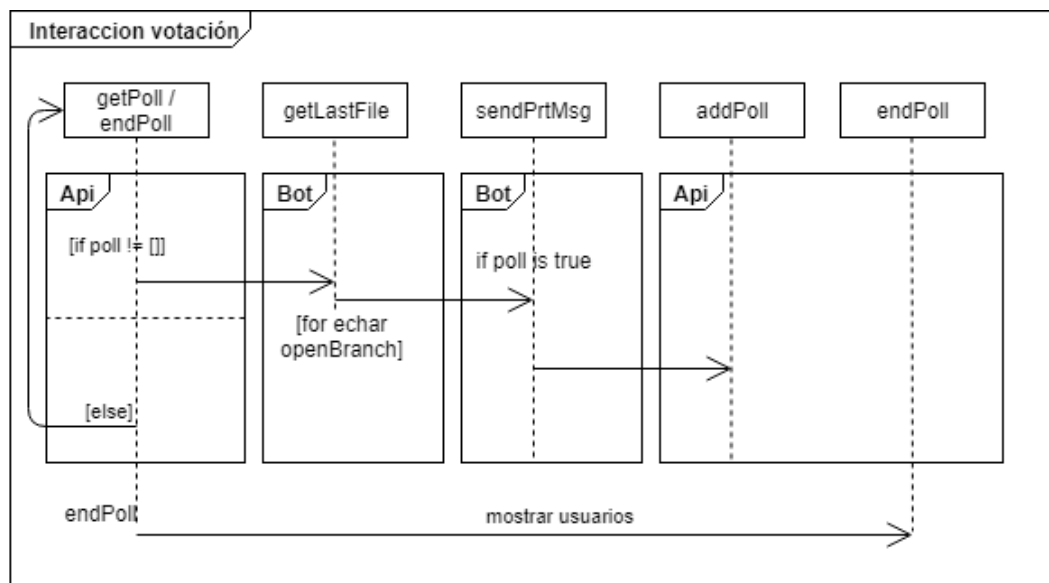 Interaccion votación
getPoll /
endPoll
getLastFile
sendPrtMsg
addPoll
endPoll
Api
Bot
Bot
Api
[if poll != []]
if poll is true
[for echar
openBranch]
[else]
endPoll
mostrar usuarios